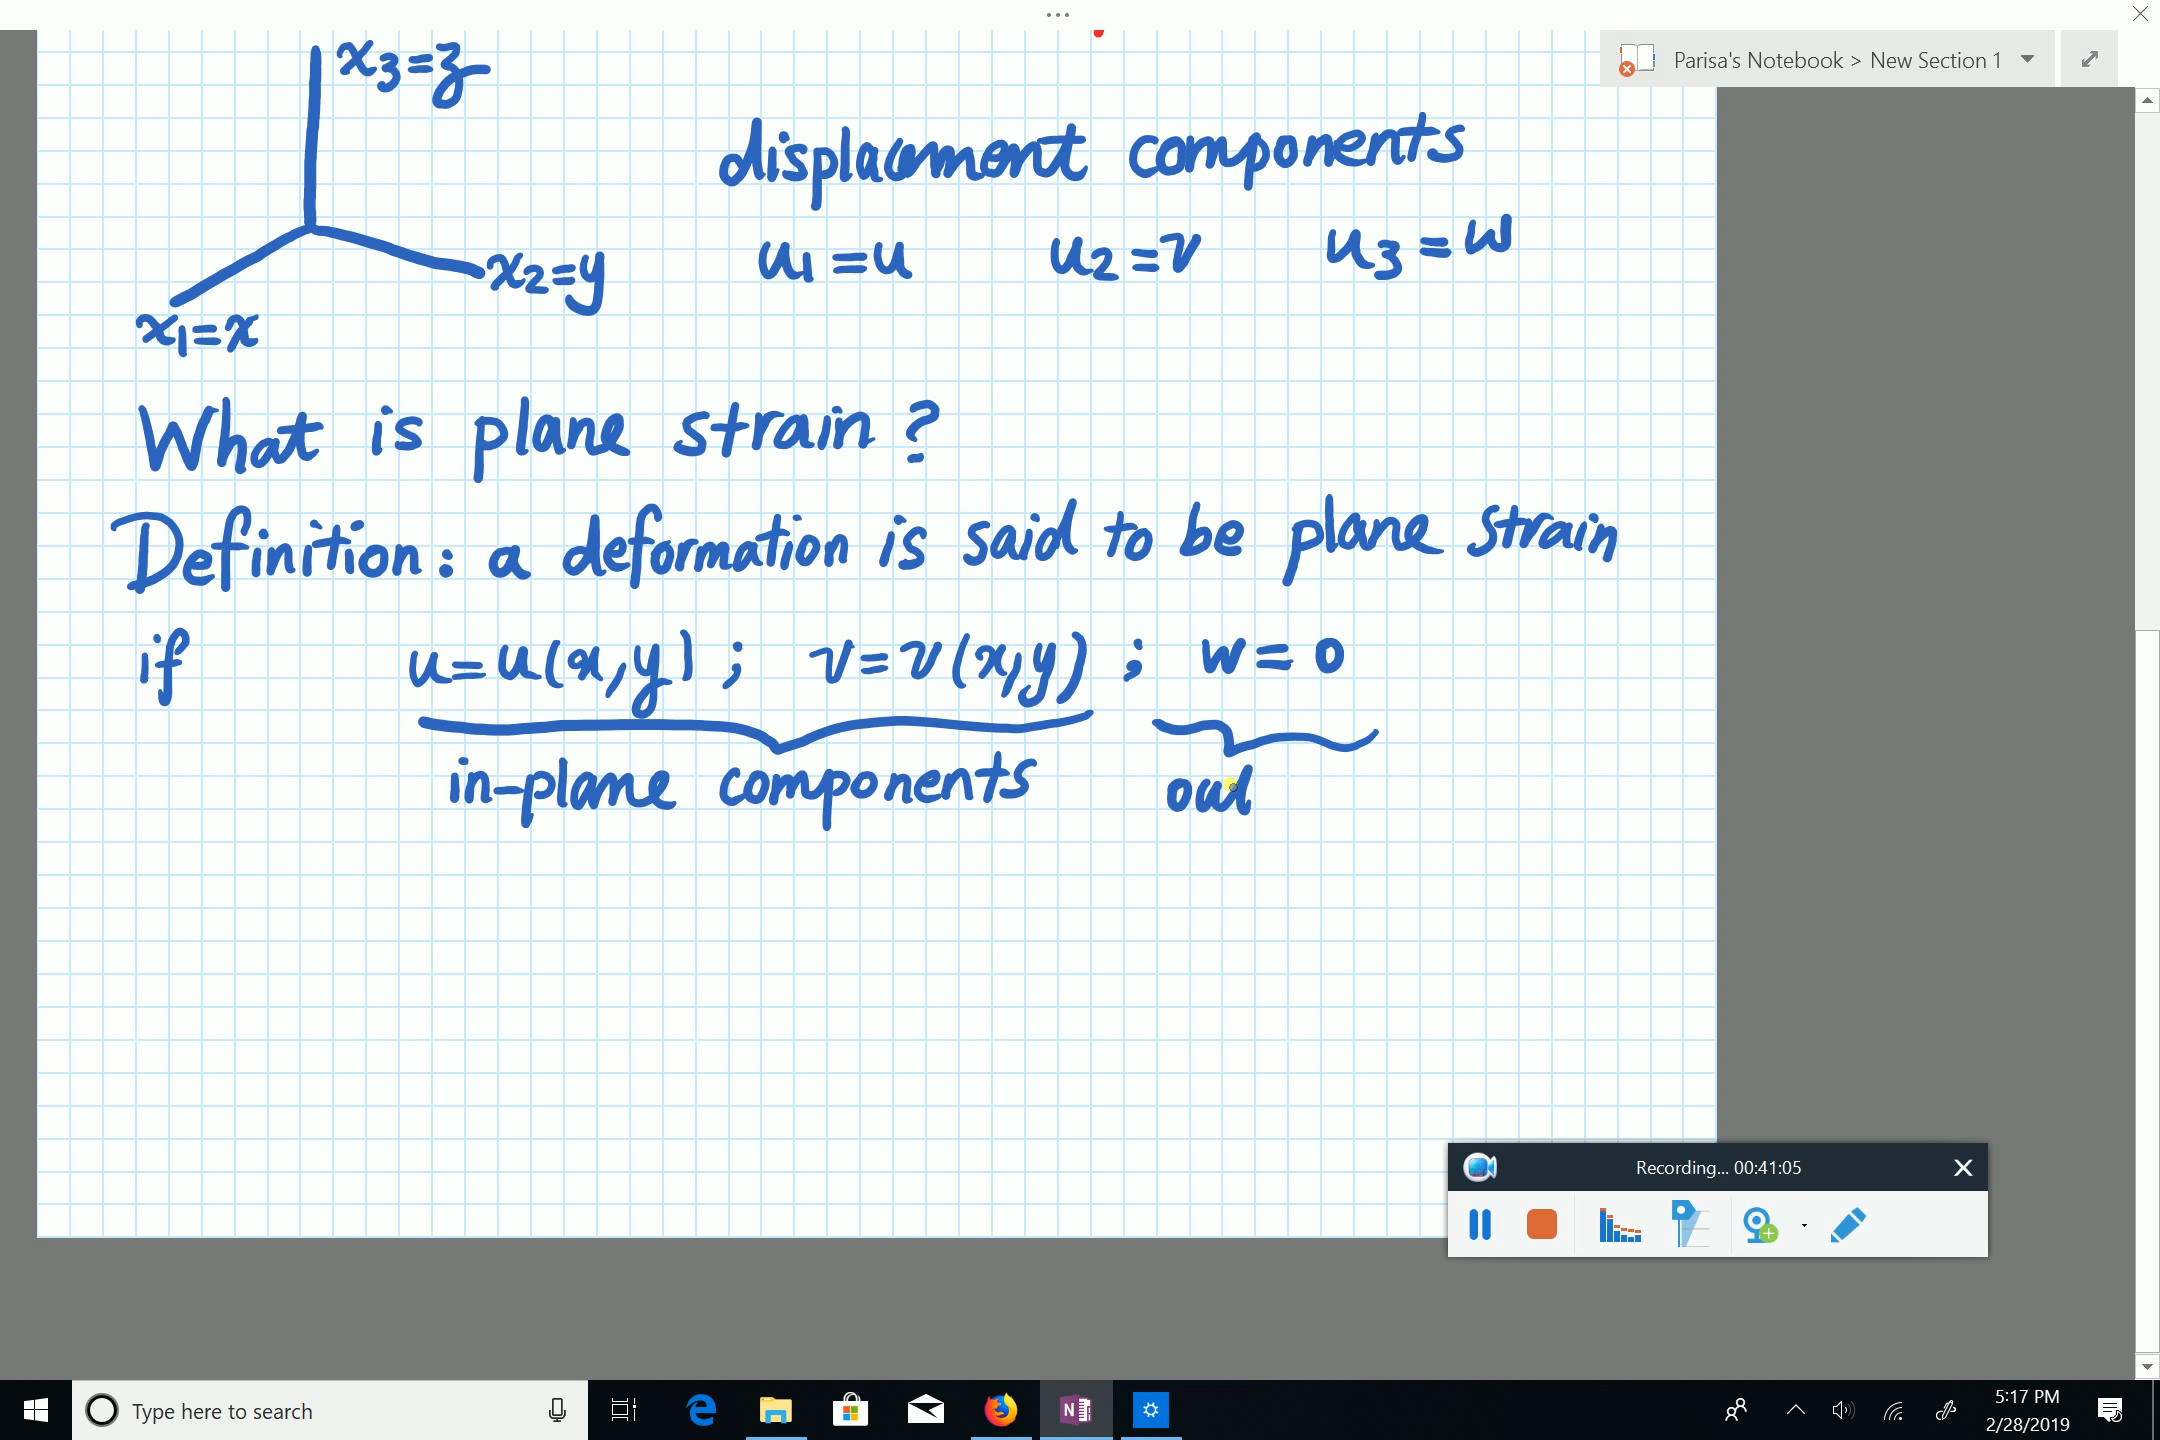 Parisa's Notebook > New Section 1
x3=z
displacement components
u1=u u2=v u3=w
x2=y
x1=x
What is plane strain?
Definition: a deformation is said to be plane strain
if u=u(x,y); v=v(x,y); w=0
in-plane components
Recording... 00:41:05
Type here to search
N
5:17 PM
2/28/2019